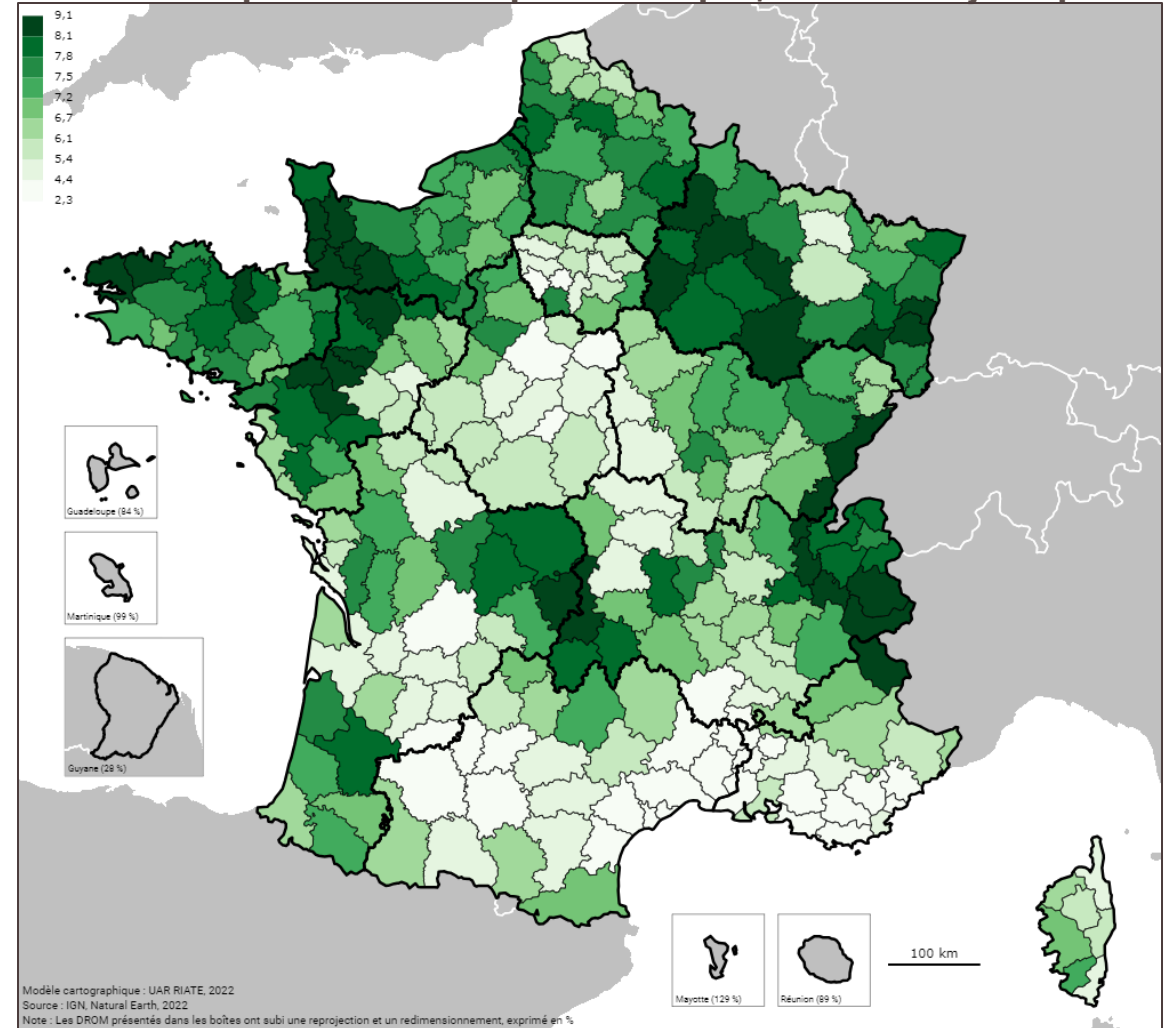 9,1
8,1
7,8
7,5
7,2
6,7
6,1
5,4
4,4
2,3
Guadeloupe (84 %)
Martinique (99 %)
Guyane (28 %)
Mayotte (129 %)
Réunion (89 %)
100 km
Modèle cartographique : UAR RIATE, 2022
Source : IGN, Natural Earth, 2022
Note : Les DROM présentés dans les boîtes ont subi une reprojection et un redimensionnement, exprimé en %